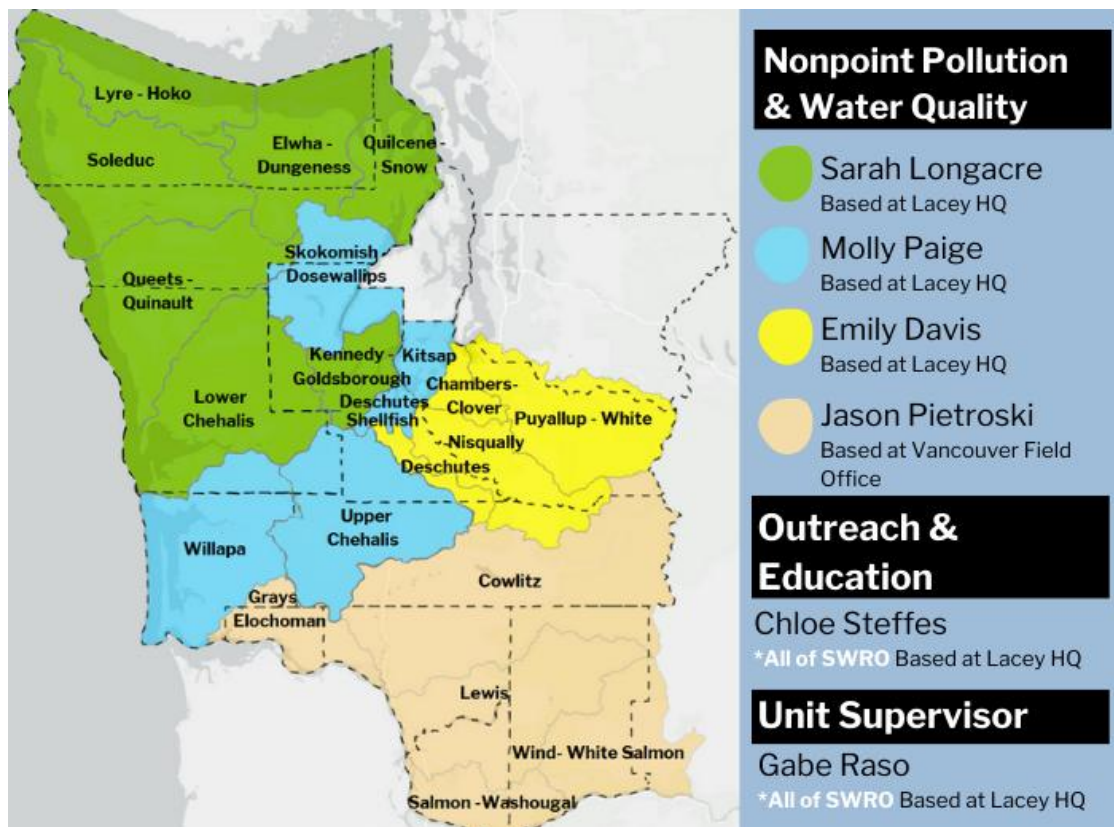 Lyre - Hoko
Soleduc
Elwha -
Dungeness
Quilcene -
Snow
Skokomish -
Dosewallips
Queets -
Quinault
Kennedy -
Goldsborough
Kitsap
Lower
Chehalis
Deschutes
Shellfish
Chambers-
Clover
Puyallup - White
- Nisqually
Deschutes
Upper
Chehalis
Willapa
Grays
Elochoman
Cowlitz
Lewis
Wind- White Salmon
Salmon -Washougal
Nonpoint Pollution
& Water Quality
Sarah Longacre
Based at Lacey HQ
Molly Paige
Based at Lacey HQ
Emily Davis
Based at Lacey HQ
Jason Pietroski
Based at Vancouver Field
Office
Outreach &
Education
Chloe Steffes
*All of SWRO Based at Lacey HQ
Unit Supervisor
Gabe Raso
*All of SWRO Based at Lacey HQ